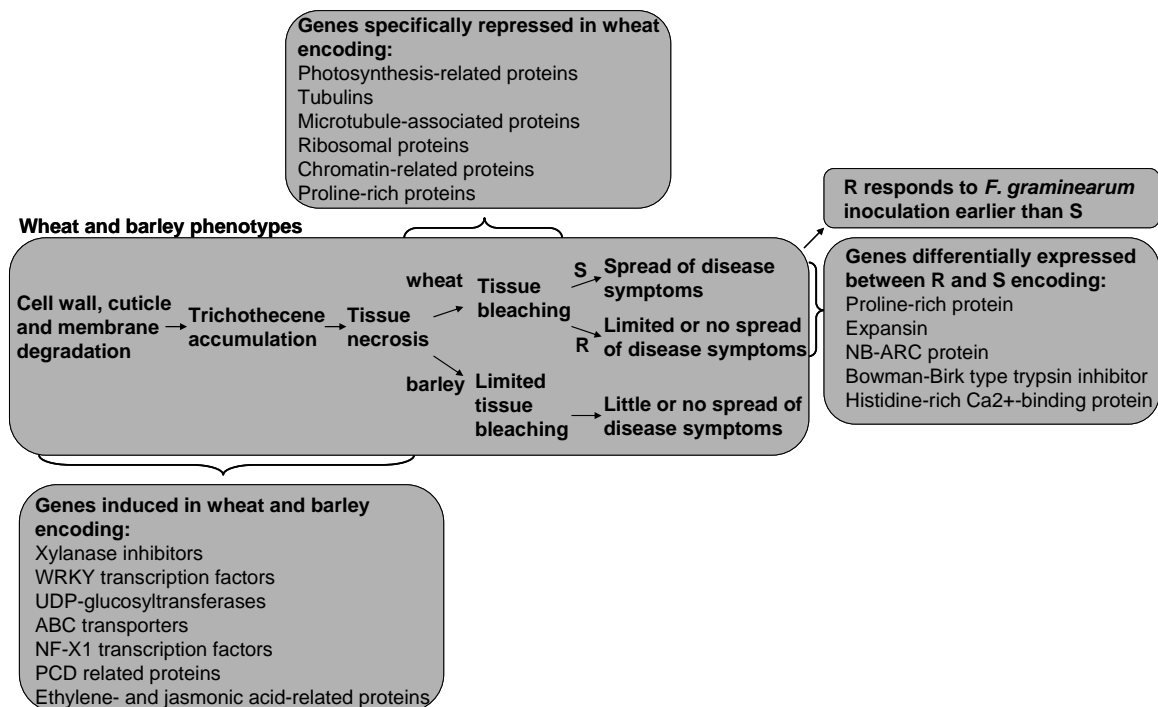 Genes specifically repressed in wheat
encoding:
Photosynthesis-related proteins
Tubulins
Microtubule-associated proteins
Ribosomal proteins
Chromatin-related proteins
Proline-rich proteins
R responds to F. graminearum
inoculation earlier than S
Wheat and barley phenotypes
Cell wall, cuticle
and membrane
degradation
Trichothecene
accumulation
Tissue
necrosis
wheat
Tissue
bleaching
S
Spread of disease
symptoms
R
Limited or no spread
of disease symptoms
barley
Limited
tissue
bleaching
Little or no spread of
disease symptoms
Genes differentially expressed
between R and S encoding:
Proline-rich protein
Expansin
NB-ARC protein
Bowman-Birk type trypsin inhibitor
Histidine-rich Ca2+-binding protein
Genes induced in wheat and barley
encoding:
Xylanase inhibitors
WRKY transcription factors
UDP-glucosyltransferases
ABC transporters
NF-X1 transcription factors
PCD related proteins
Ethylene- and jasmonic acid-related proteins